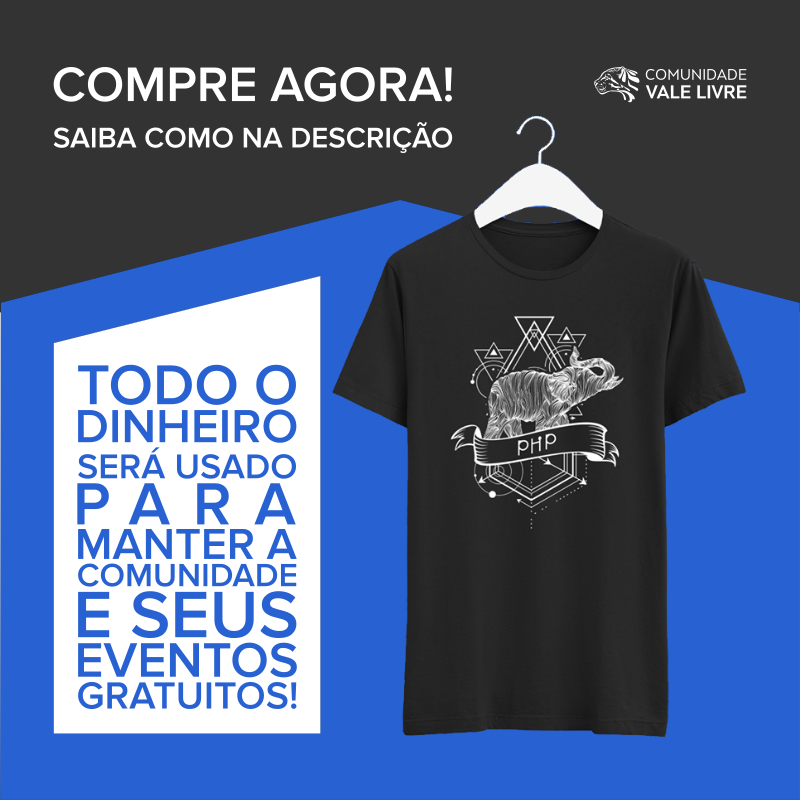 COMPRE AGORA!
SAIBA COMO NA DESCRIÇÃO
COMUNIDADE
VALE LIVRE
TODO O
DINHEIRO
SERÁ USADO
PARA
MANTER A
COMUNIDADE
E SEUS
EVENTOS
GRATUITOS!
PHP